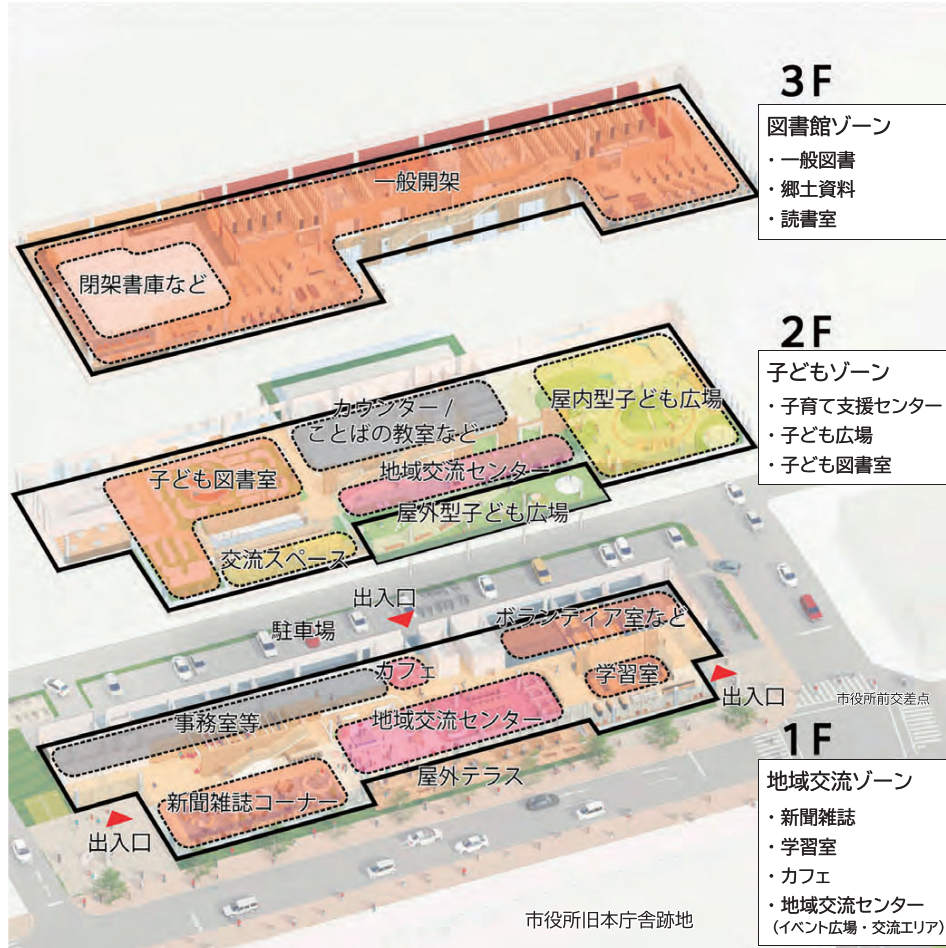 3F
図書館ゾーン
・一般図書
・郷土資料
・読書室
一般開架
閉架書庫など
2F
子どもゾーン
・子育て支援センター
・子ども広場
・子ども図書室
カウンター /
ことばの教室など
屋内型子ども広場
子ども図書室
地域交流センター
屋外型子ども広場
交流スペース
出入口
駐車場
ボランティア室など
カフェ
学習室
出入口
市役所前交差点
事務室等
地域交流センター
屋外テラス
新聞雑誌コーナー
出入口
1F
地域交流ゾーン
・新聞雑誌
・学習室
・カフェ
・地域交流センター
(イベント広場・交流エリア)
市役所旧本庁舎跡地